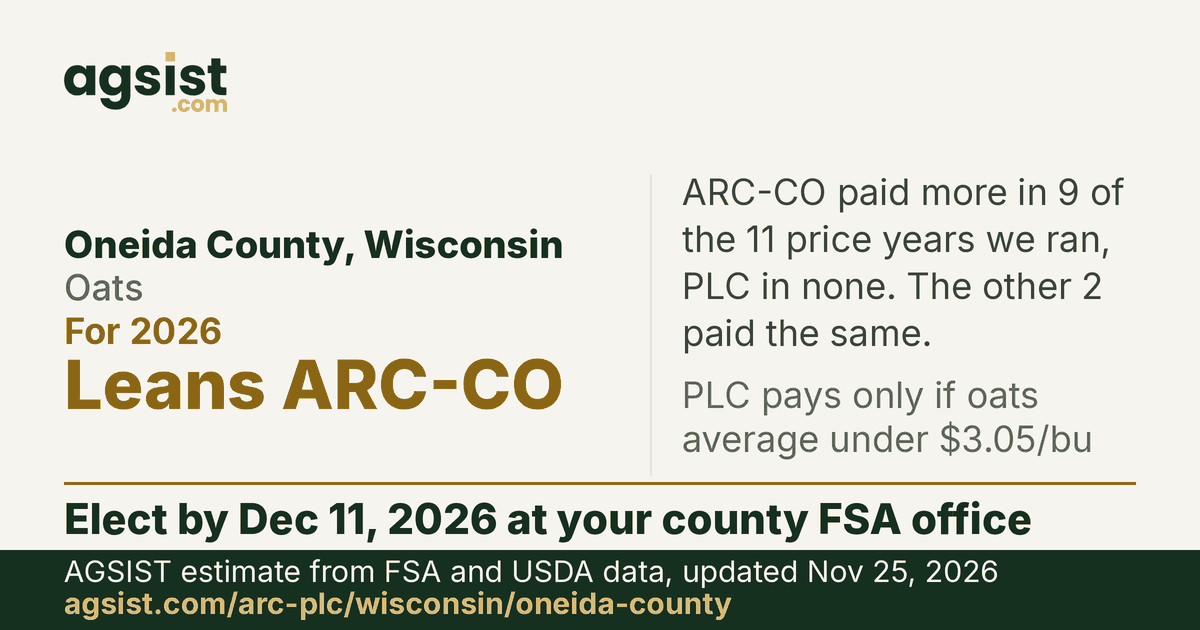 agsist
.com
Oneida County, Wisconsin
Oats
For 2026
Leans ARC-CO
ARC-CO paid more in 9 of
the 11 price years we ran,
PLC in none. The other 2
paid the same.
PLC pays only if oats
average under $3.05/bu
Elect by Dec 11, 2026 at your county FSA office
AGSIST estimate from FSA and USDA data, updated Nov 25, 2026
agsist.com/arc-plc/wisconsin/oneida-county